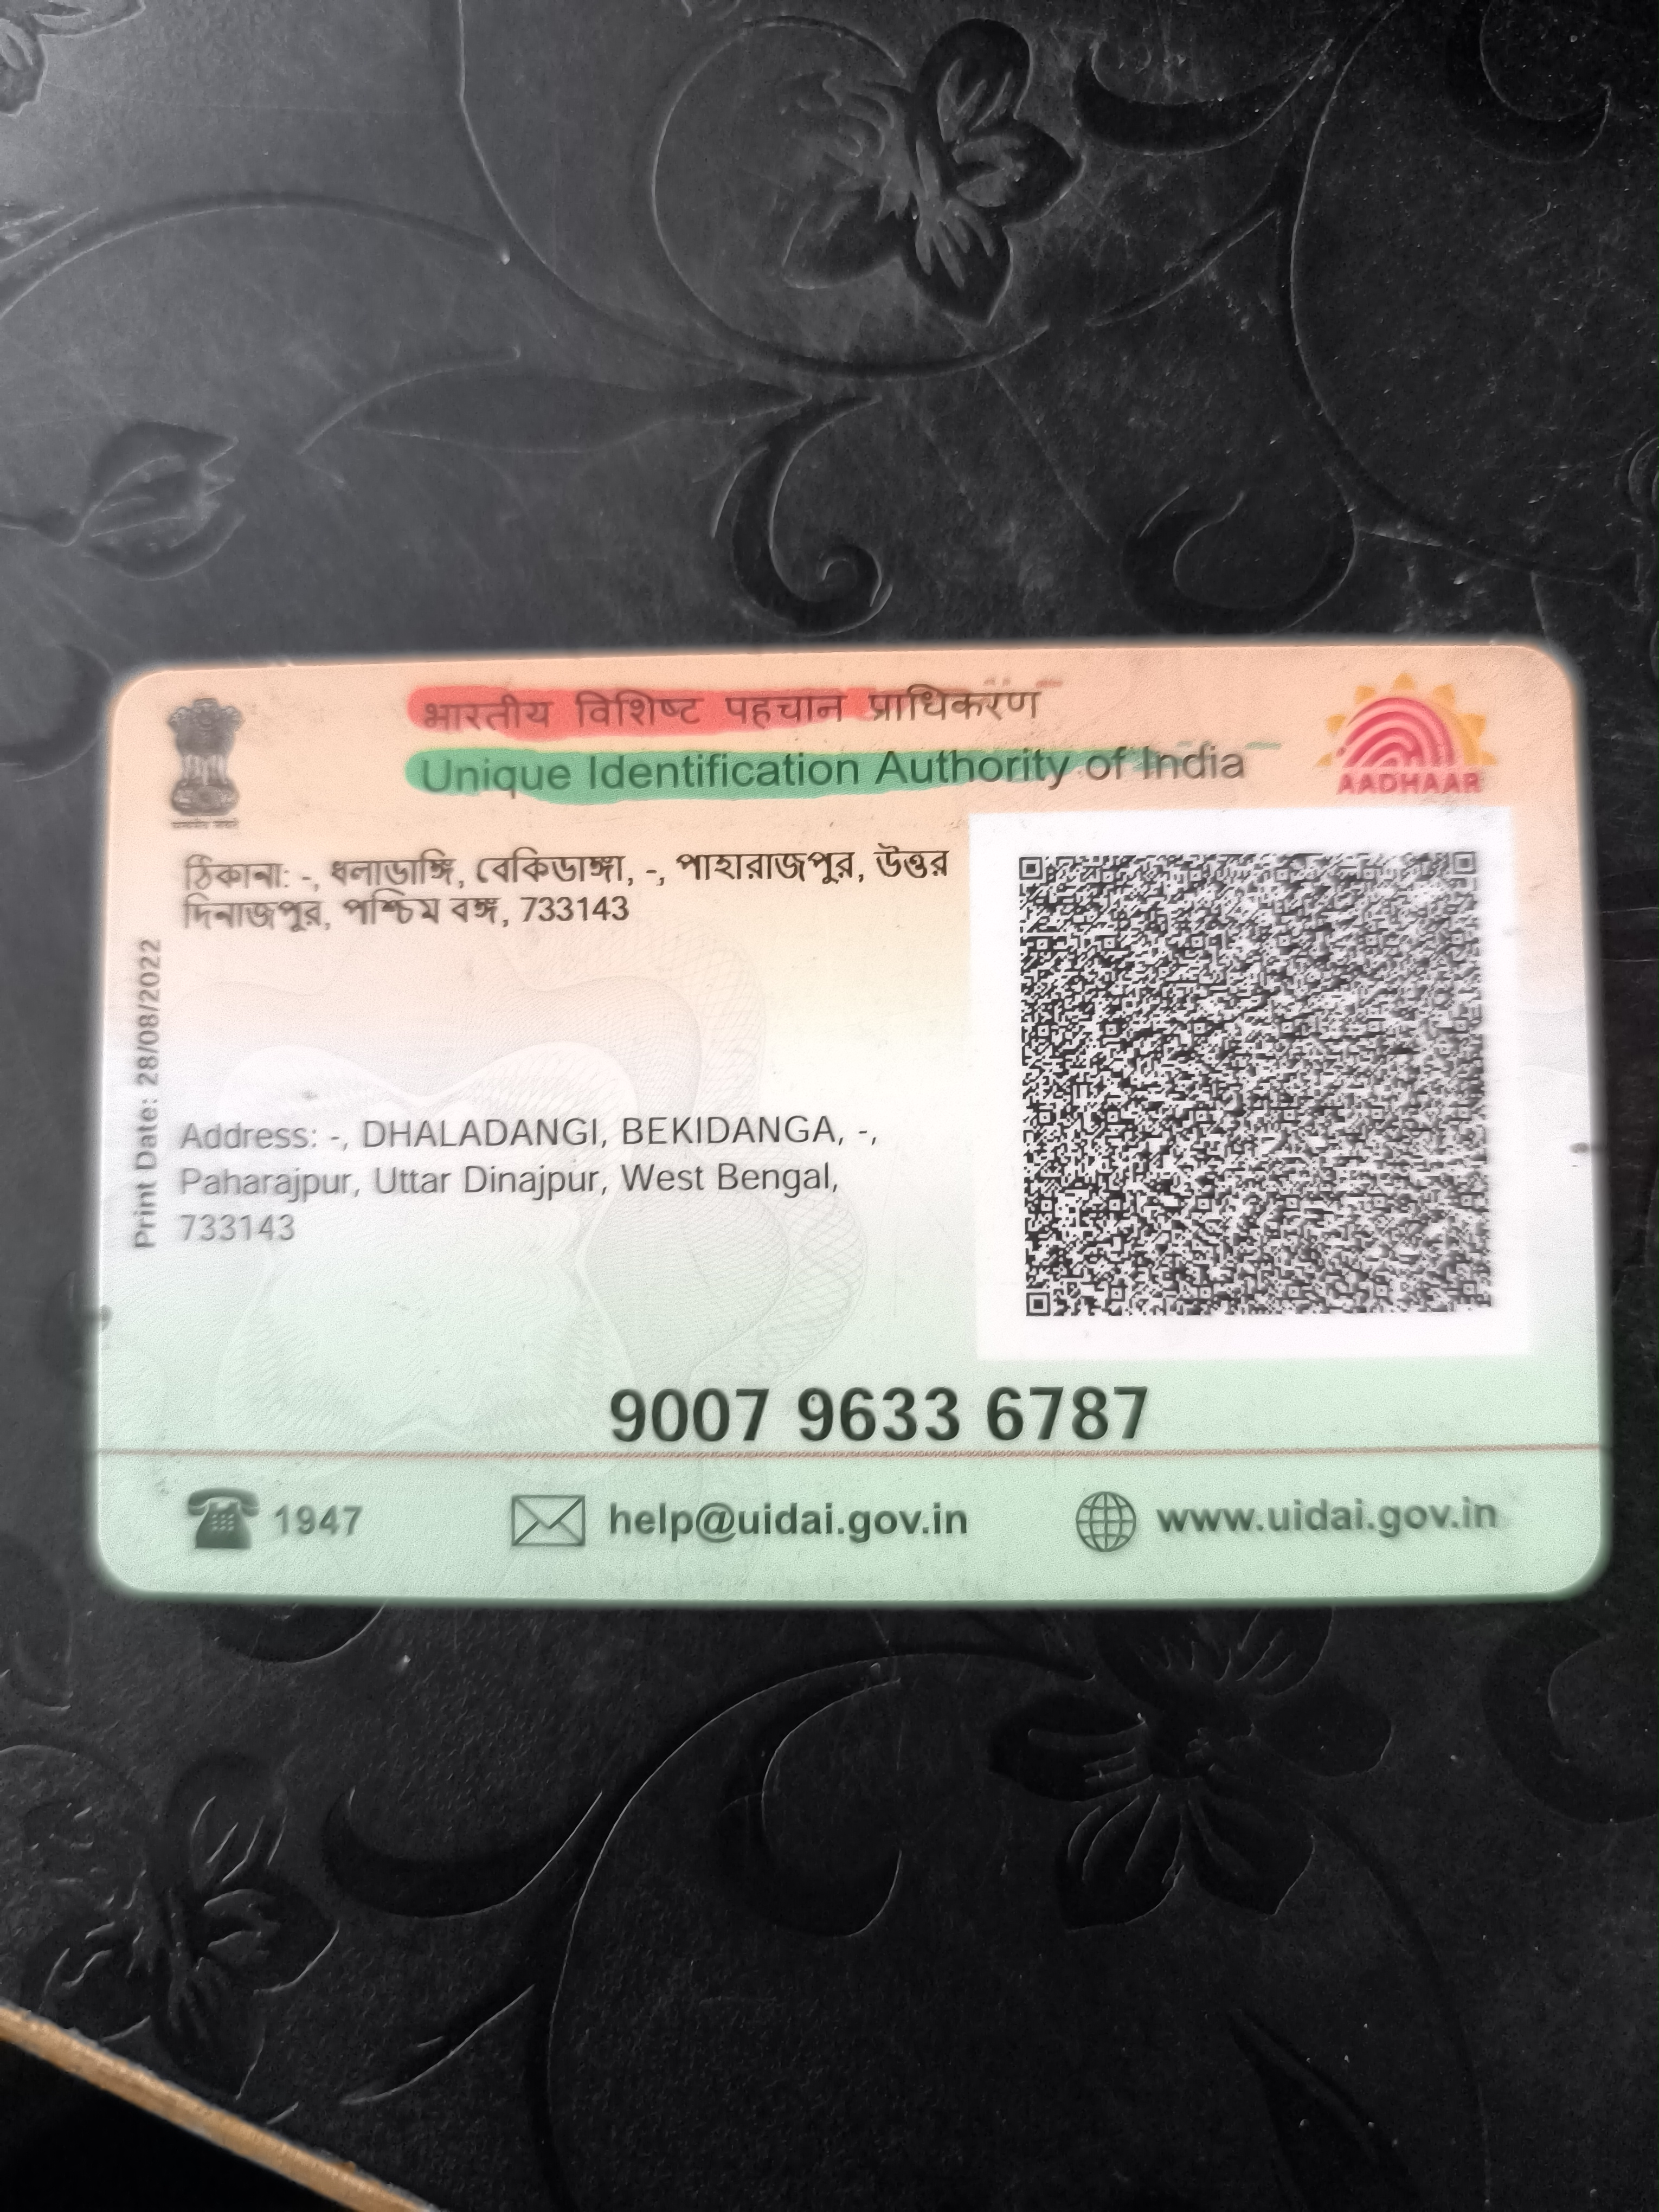 भारतीय विशिष्ट पहचान प्राधिकरण
Unique Identification Authority of India
AADHAAR
ঠিকানা: -, ধলাডাঙ্গি, বেকিডাঙ্গা, -, পাহারাজপুর, উত্তর
দিনাজপুর, পশ্চিম বঙ্গ, 733143
Print Date: 28/08/2022
Address: -, DHALADANGI, BEKIDANGA, -,
Paharajpur, Uttar Dinajpur, West Bengal,
733143
9007 9633 6787
1947
help@uidai.gov.in
www.uidai.gov.in